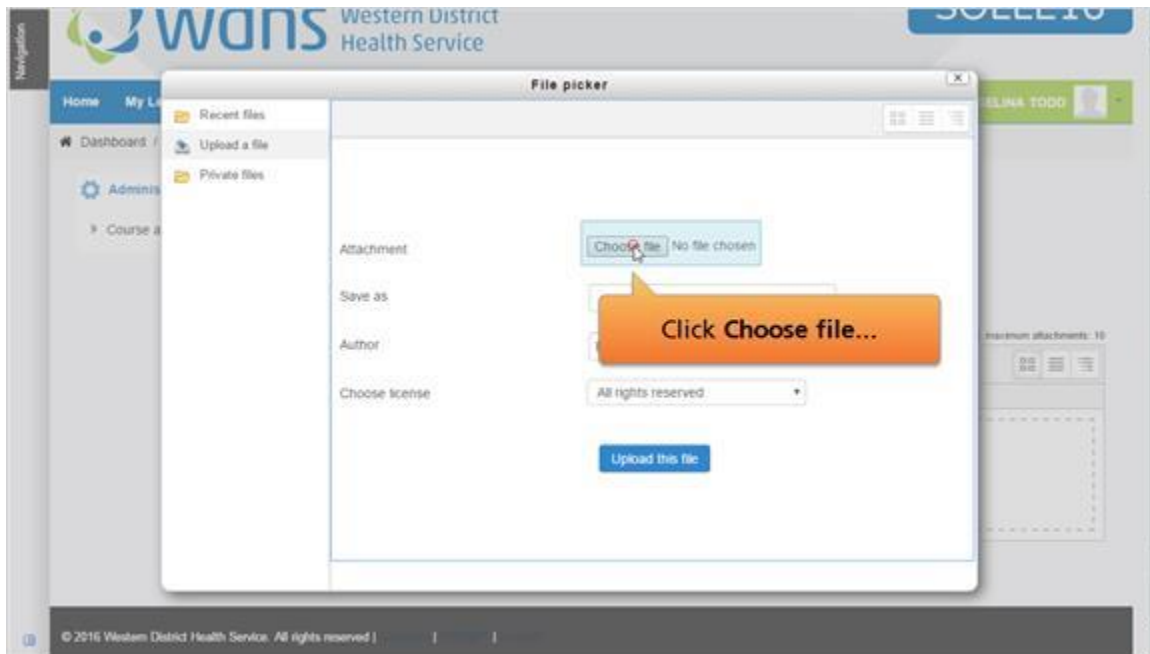 Navigation
wdhs
Western District
Health Service
SOLLE10
File picker
Home
Recent files
Dashboard /
Upload a file
Private files
Attachment
Choose file No file chosen
Save as
Click Choose file...
Author
maximum attachments: 10
Choose license
All rights reserved
Upload this file
© 2016 Western District Health Service. All rights reserved | | |